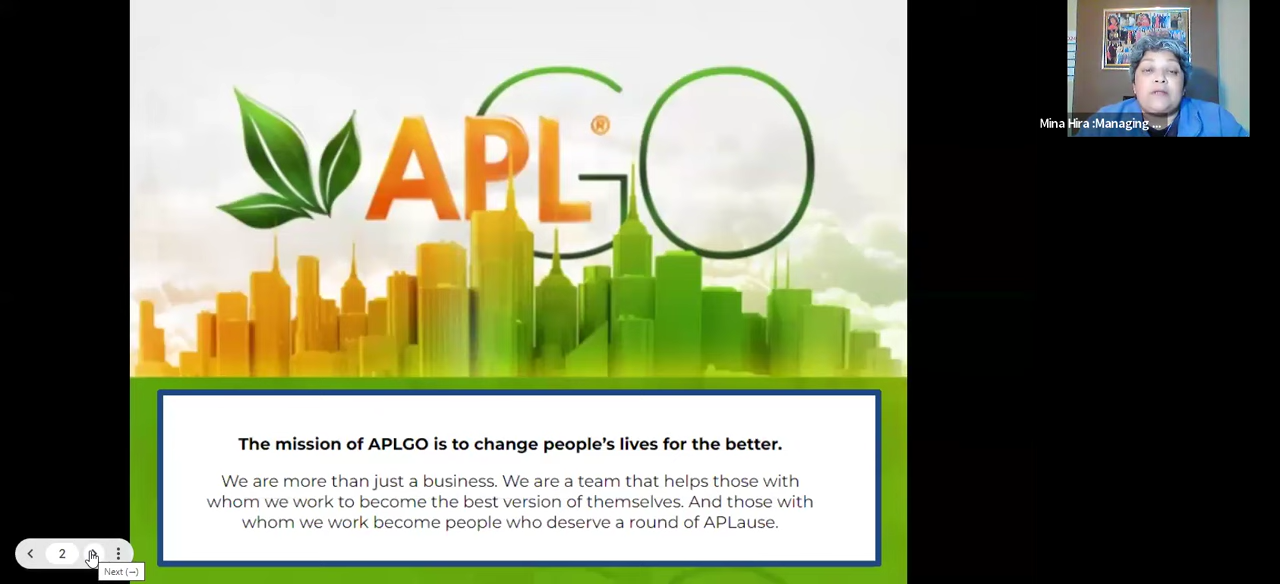 APLGO®
Mina Hira :Managing ...
The mission of APLGO is to change people's lives for the better.
We are more than just a business. We are a team that helps those with
whom we work to become the best version of themselves. And those with
whom we work become people who deserve a round of APLause.
2
Next (→)